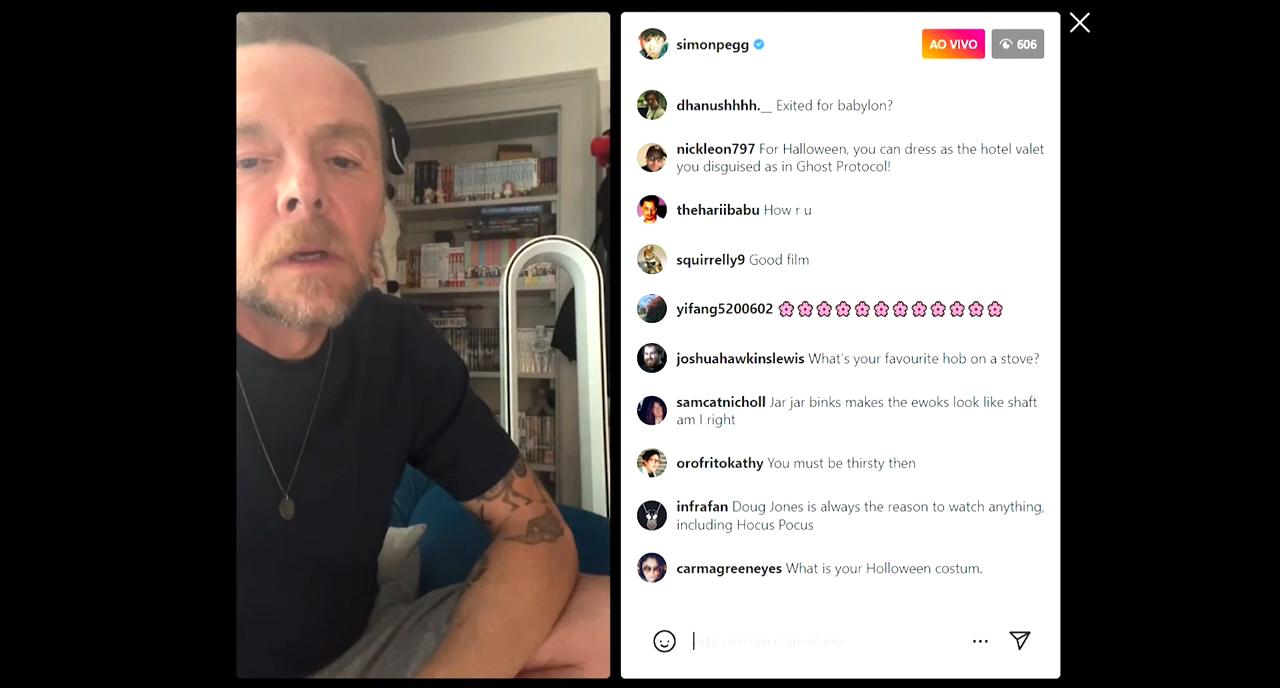 simonpegg
AO VIVO
606
dhanushhhh.__ Exited for babylon?
nickleon797 For Halloween, you can dress as the hotel valet
you disguised as in Ghost Protocol!
thehariibabu How r u
squirrelly9 Good film
yifang5200602 🌸🌸🌸🌸🌸🌸🌸🌸🌸🌸🌸🌸
joshuahawkinslewis What's your favourite hob on a stove?
samcatnicholl Jar jar binks makes the ewoks look like shaft
am I right
orofritokathy You must be thirsty then
infrafan Doug Jones is always the reason to watch anything,
including Hocus Pocus
carmagreeneyes What is your Holloween costum.